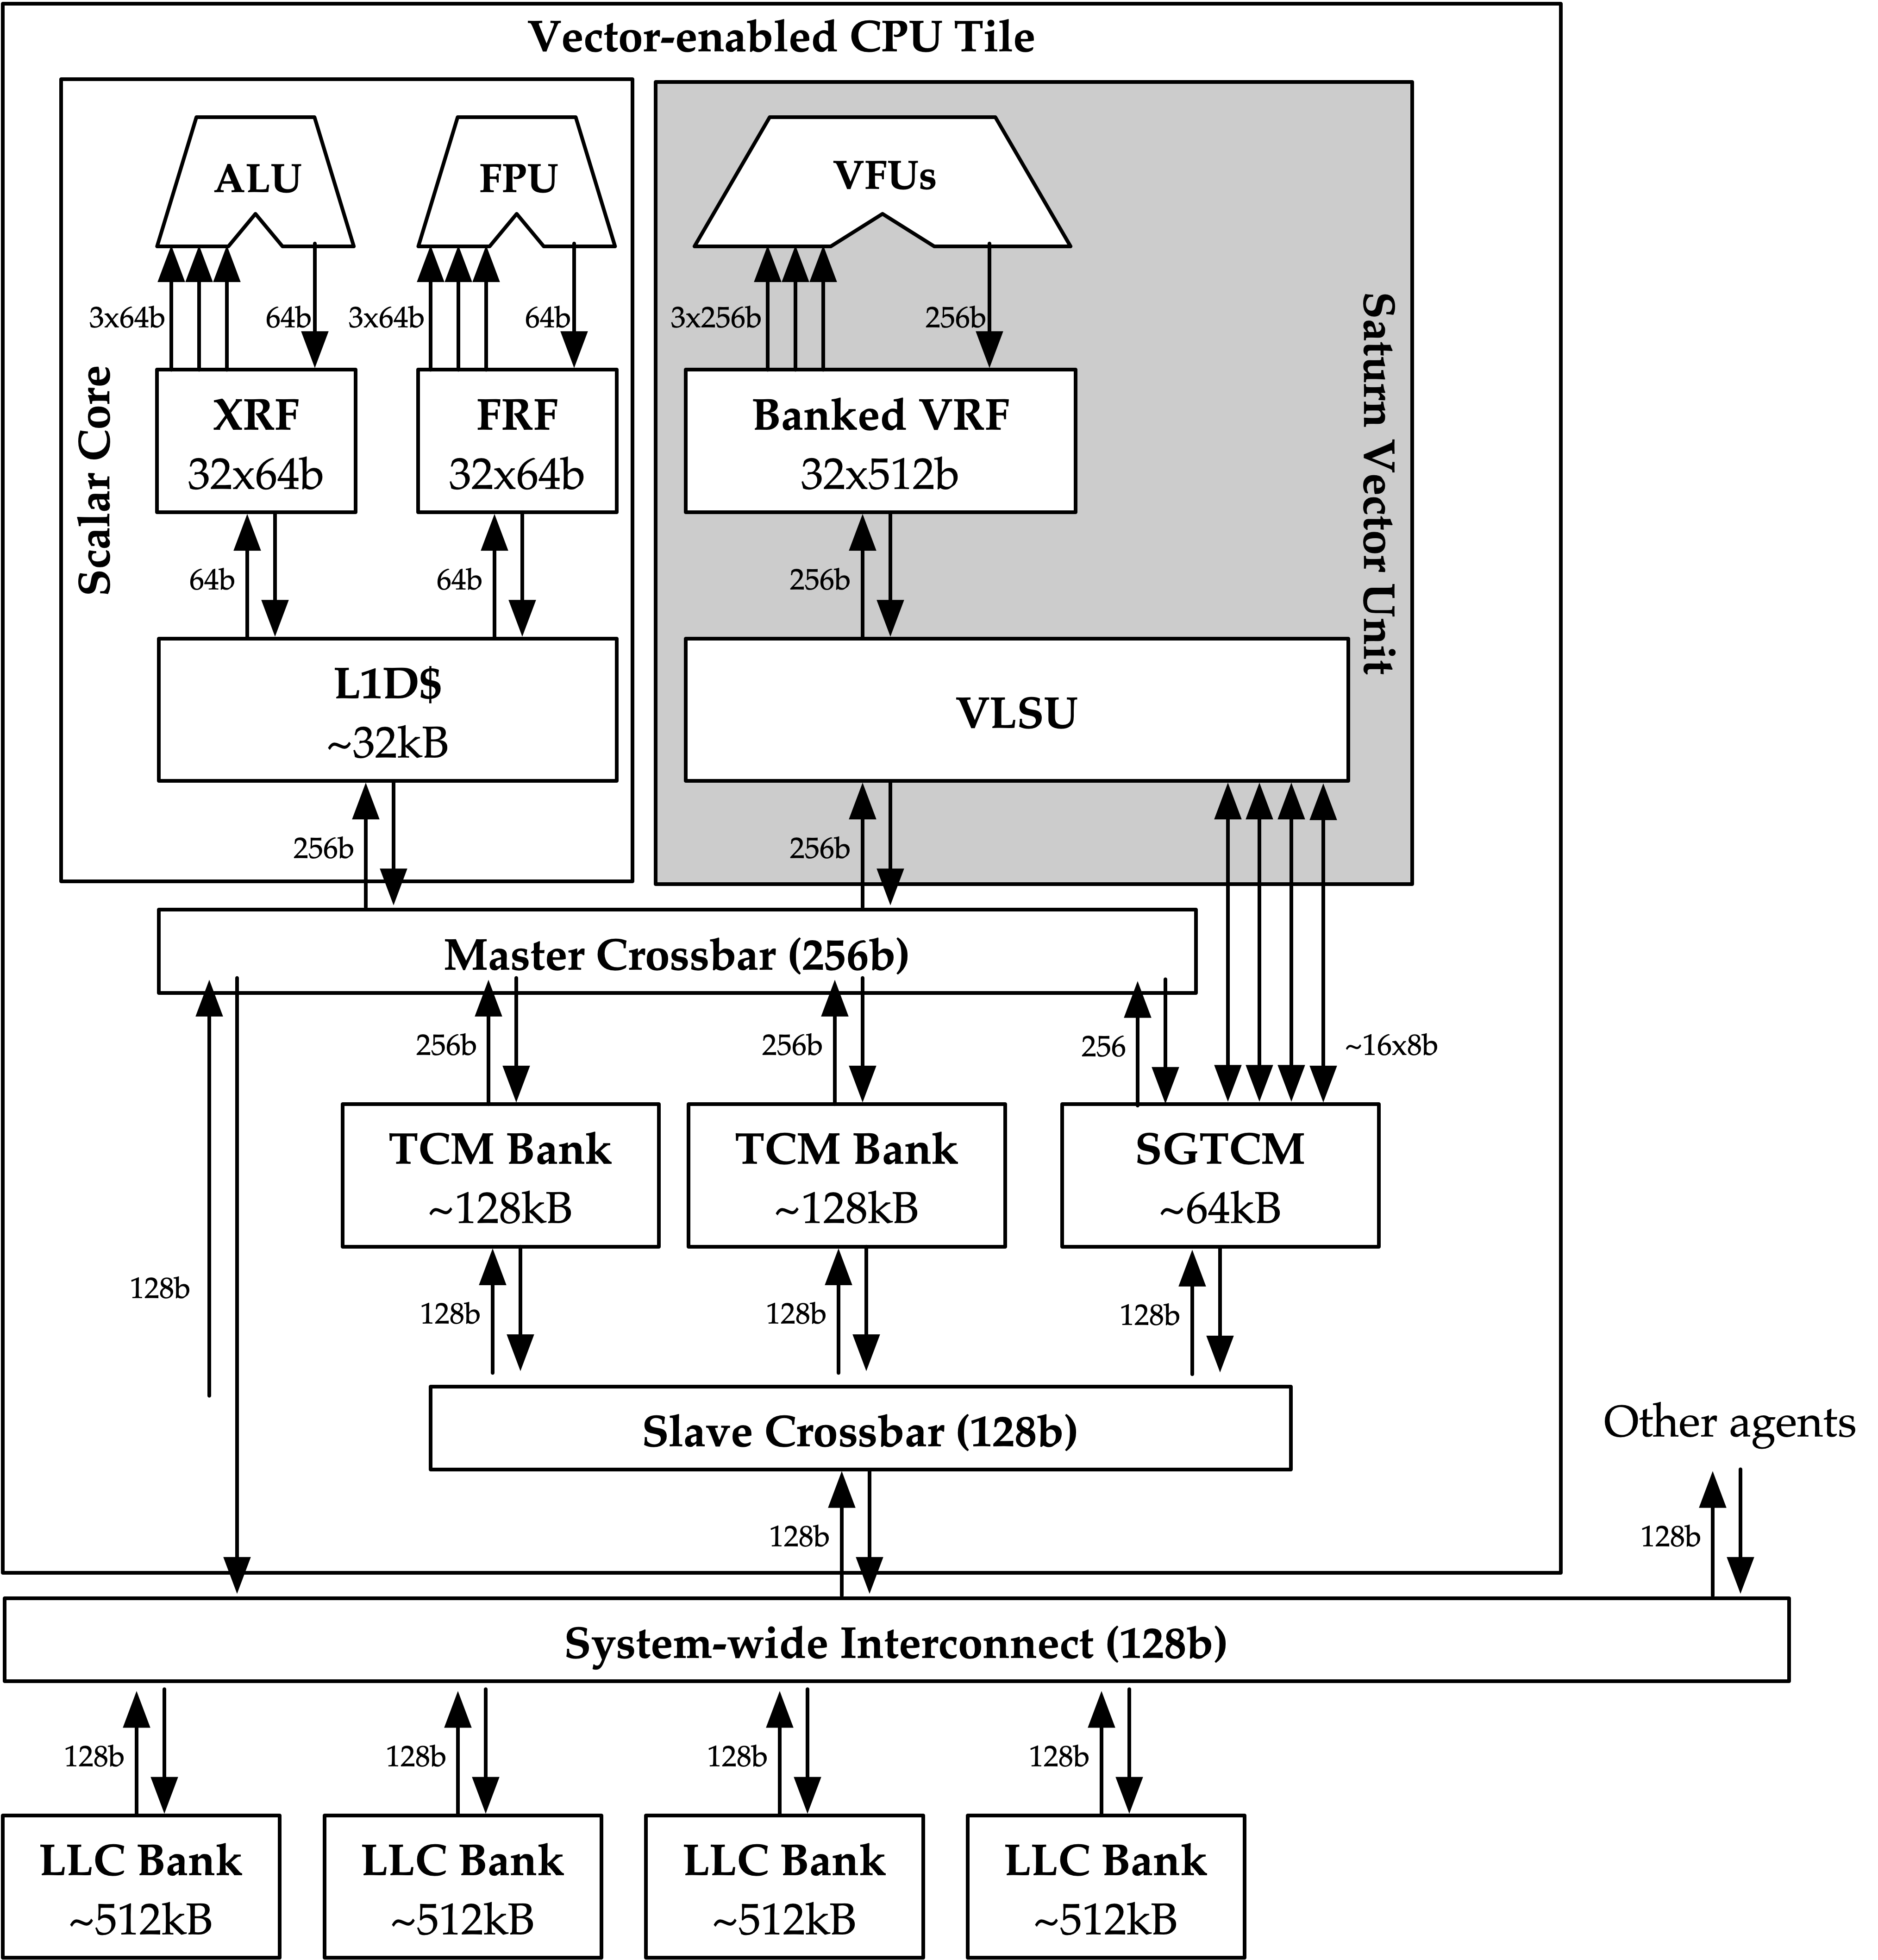 Vector-enabled CPU Tile
ALU
FPU
VFUs
3x64b
64b
3x64b
64b
3x256b
256b
Scalar Core
Saturn Vector Unit
XRF
32x64b
FRF
32x64b
Banked VRF
32x512b
64b
64b
256b
L1D$
~32kB
VLSU
256b
256b
Master Crossbar (256b)
256b
256b
256
~16x8b
TCM Bank
~128kB
TCM Bank
~128kB
SGTCM
~64kB
128b
128b
128b
128b
Slave Crossbar (128b)
Other agents
128b
128b
System-wide Interconnect (128b)
128b
128b
128b
128b
LLC Bank
~512kB
LLC Bank
~512kB
LLC Bank
~512kB
LLC Bank
~512kB